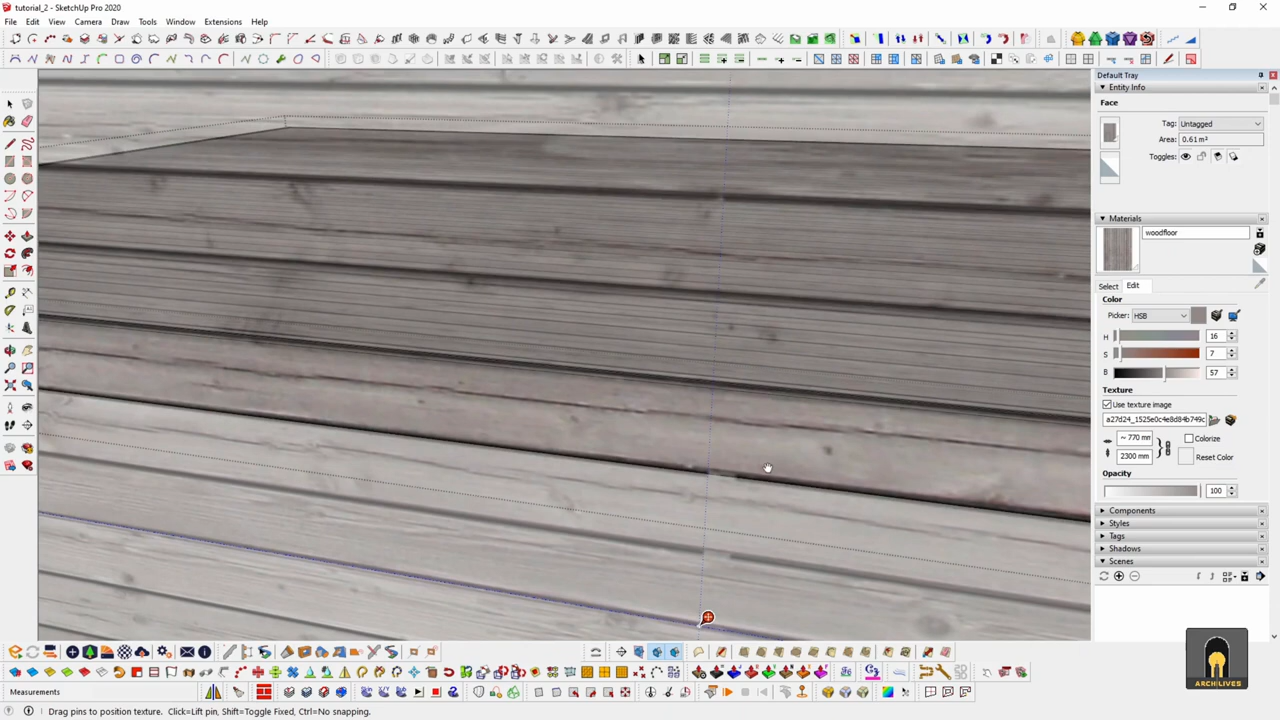 tutorial_2 - SketchUp Pro 2020
File Edit View Camera Draw Tools Window Extensions Help
Default Tray
Entity Info
Face
Tag: Untagged
Area: 0.61 m²
Toggles:
Materials
woodfloor
Select Edit
Color
Picker: HSB
H 16
S 7
B 57
Texture
Use texture image
a27d24_1525e0c4e8d84b749c
~ 770 mm
Colorize
2300 mm
Reset Color
Opacity
100
Components
Styles
Tags
Shadows
Scenes
ARCHILIVES
Measurements
Drag pins to position texture. Click=Lift pin, Shift=Toggle Fixed, Ctrl=No snapping.